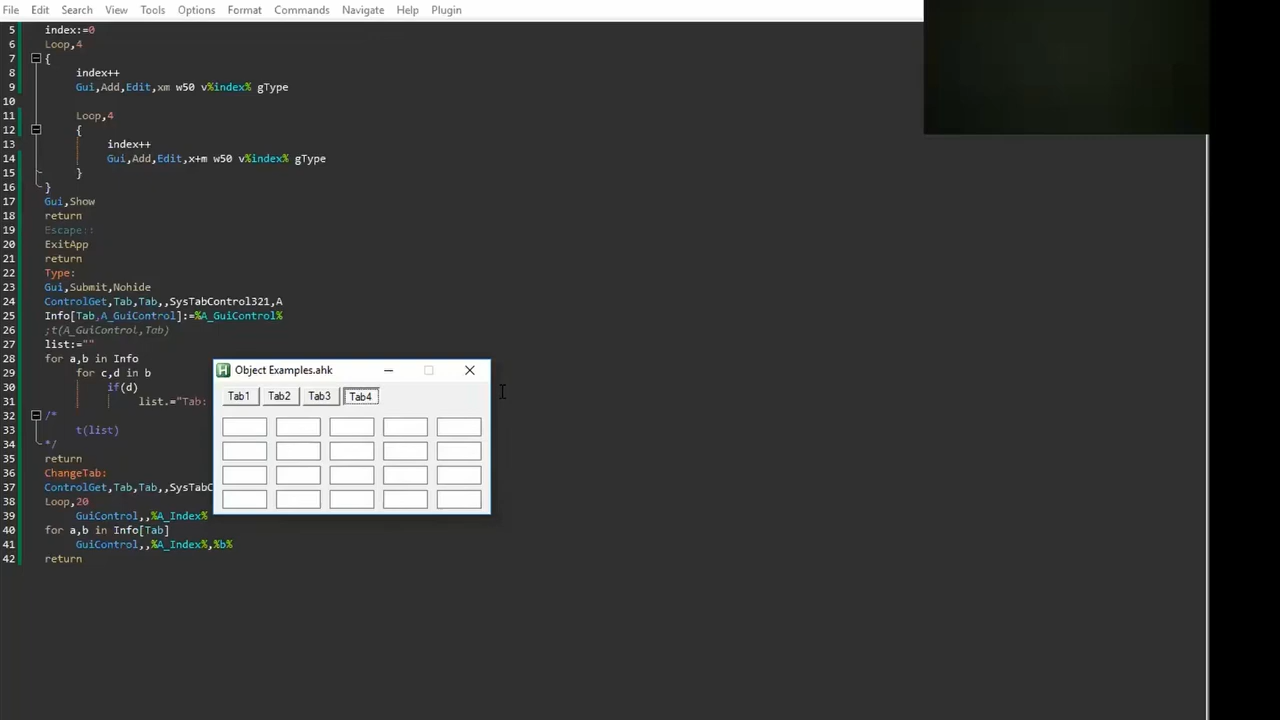 File Edit Search View Tools Options Format Commands Navigate Help Plugin
5 index:=0
6 Loop,4
7 {
8 index++
9 Gui,Add,Edit,xm w50 v%index% gType
10
11 Loop,4
12 {
13 index++
14 Gui,Add,Edit,x+m w50 v%index% gType
15 }
16 }
17 Gui,Show
18 return
19 Escape::
20 ExitApp
21 return
22 Type:
23 Gui,Submit,Nohide
24 ControlGet,Tab,Tab,,SysTabControl321,A
25 Info[Tab,A_GuiControl]:=%A_GuiControl%
26 ;t(A_GuiControl,Tab)
27 list:=""
28 for a,b in Info
29 for c,d in b
30 if(d)
31 list.="Tab:
32 /*
33 t(list)
34 */
35 return
36 ChangeTab:
37 ControlGet,Tab,Tab,,SysTabC
38 Loop,20
39 GuiControl,,%A_Index%
40 for a,b in Info[Tab]
41 GuiControl,,%A_Index%,%b%
42 return
Object Examples.ahk
Tab1 Tab2 Tab3 Tab4